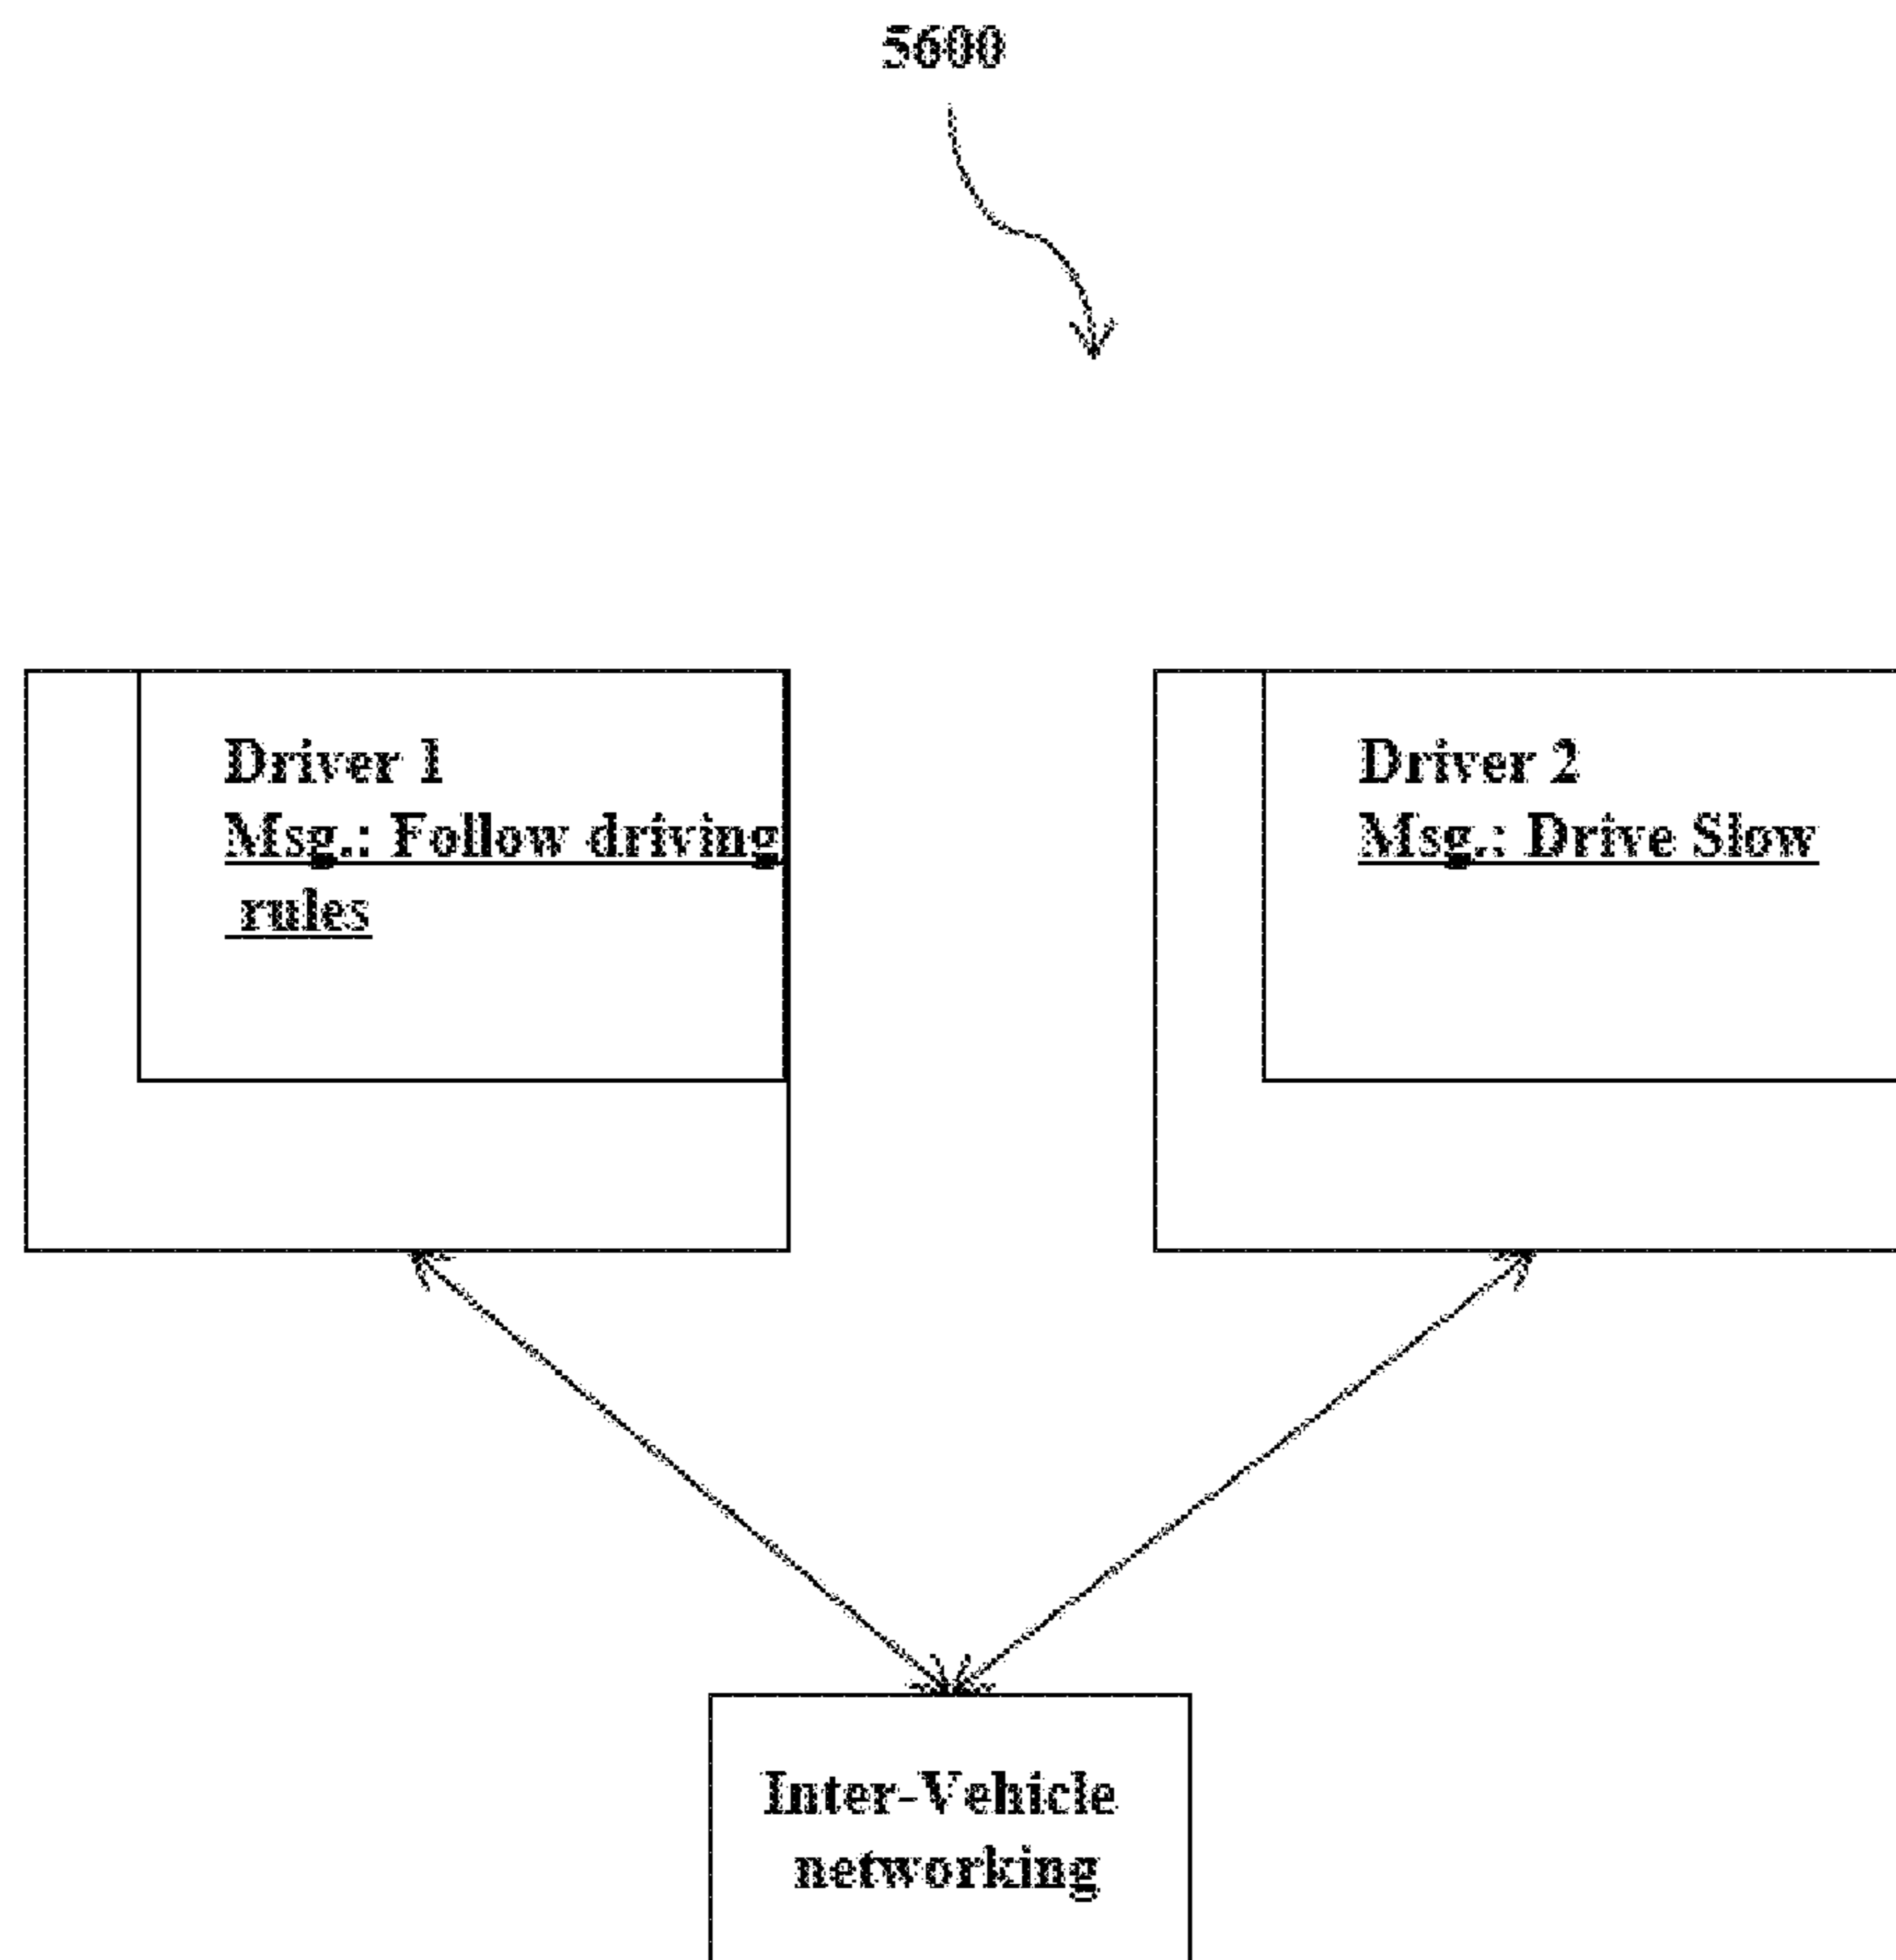 5600
Driver 1
Msg.: Follow driving
rules
Driver 2
Msg.: Drive Slow
Inter-Vehicle
networking